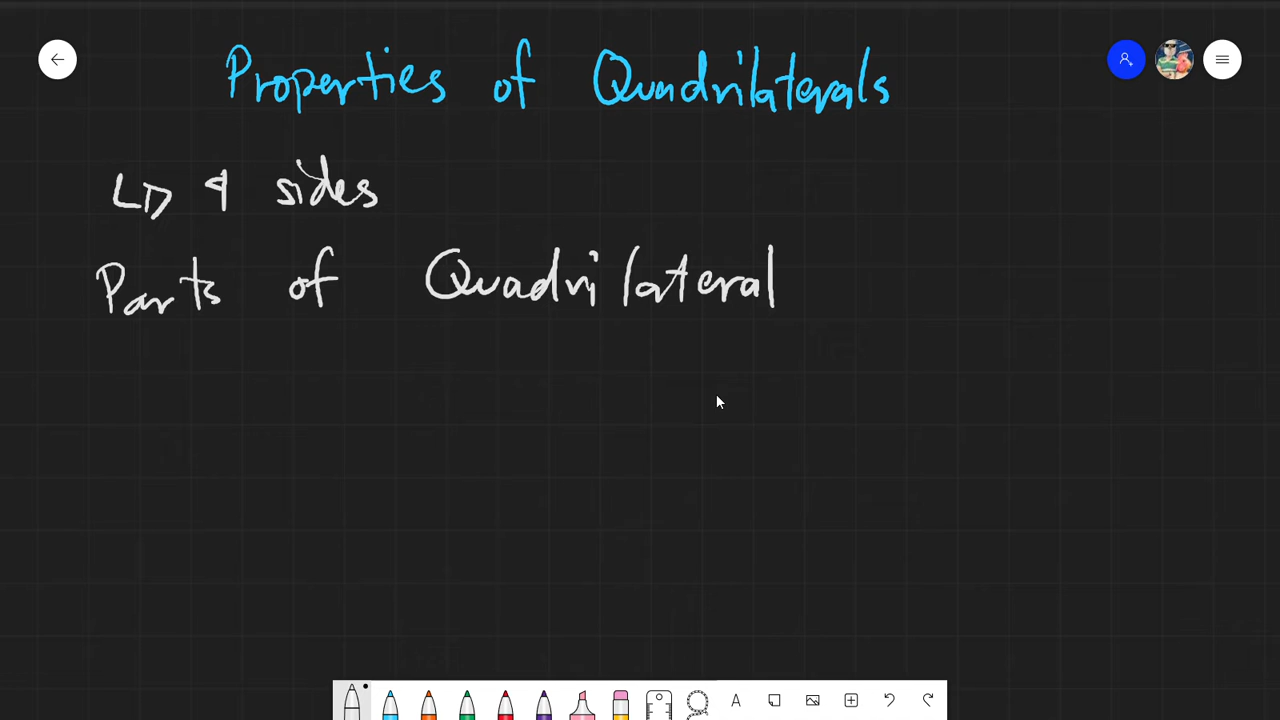 Properties of Quadrilaterals
↳ 4 sides
Parts of Quadrilateral